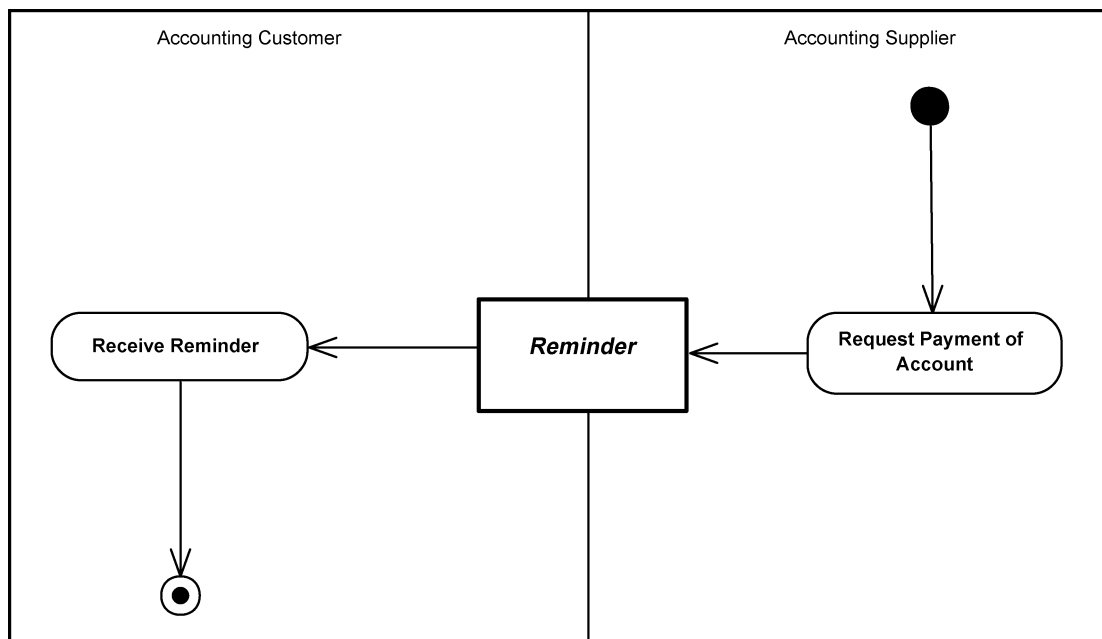 Accounting Customer
Accounting Supplier
Receive Reminder
Reminder
Request Payment of
Account